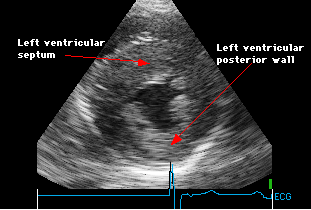 Left ventricular
septum
Left ventricular
posterior wall
ECG